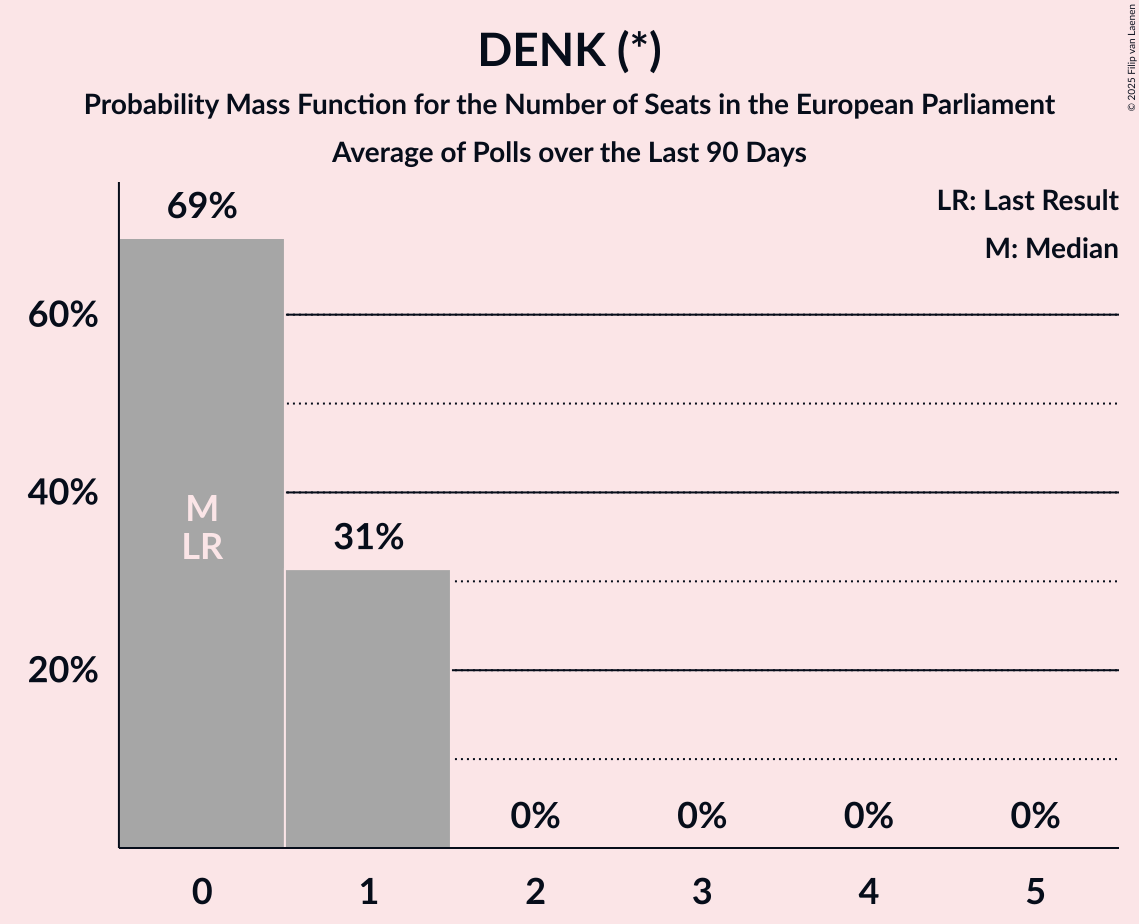 DENK (*)
Probability Mass Function for the Number of Seats in the European Parliament
Average of Polls over the Last 90 Days
© 2025 Filip van Laenen
LR: Last Result
M: Median
69%
60%
40%
M
LR
31%
20%
0% 0% 0% 0%
0 1 2 3 4 5